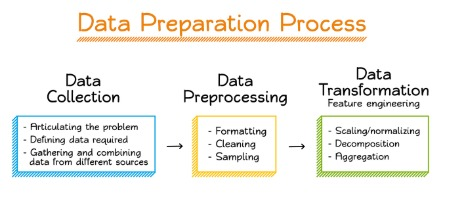 Data Preparation Process
Data
Collection
- Articulating the problem
- Defining data required
- Gathering and combining
data from different sources
Data
Preprocessing
- Formatting
- Cleaning
- Sampling
Data
Transformation
Feature engineering
- Scaling/normalizing
- Decomposition
- Aggregation